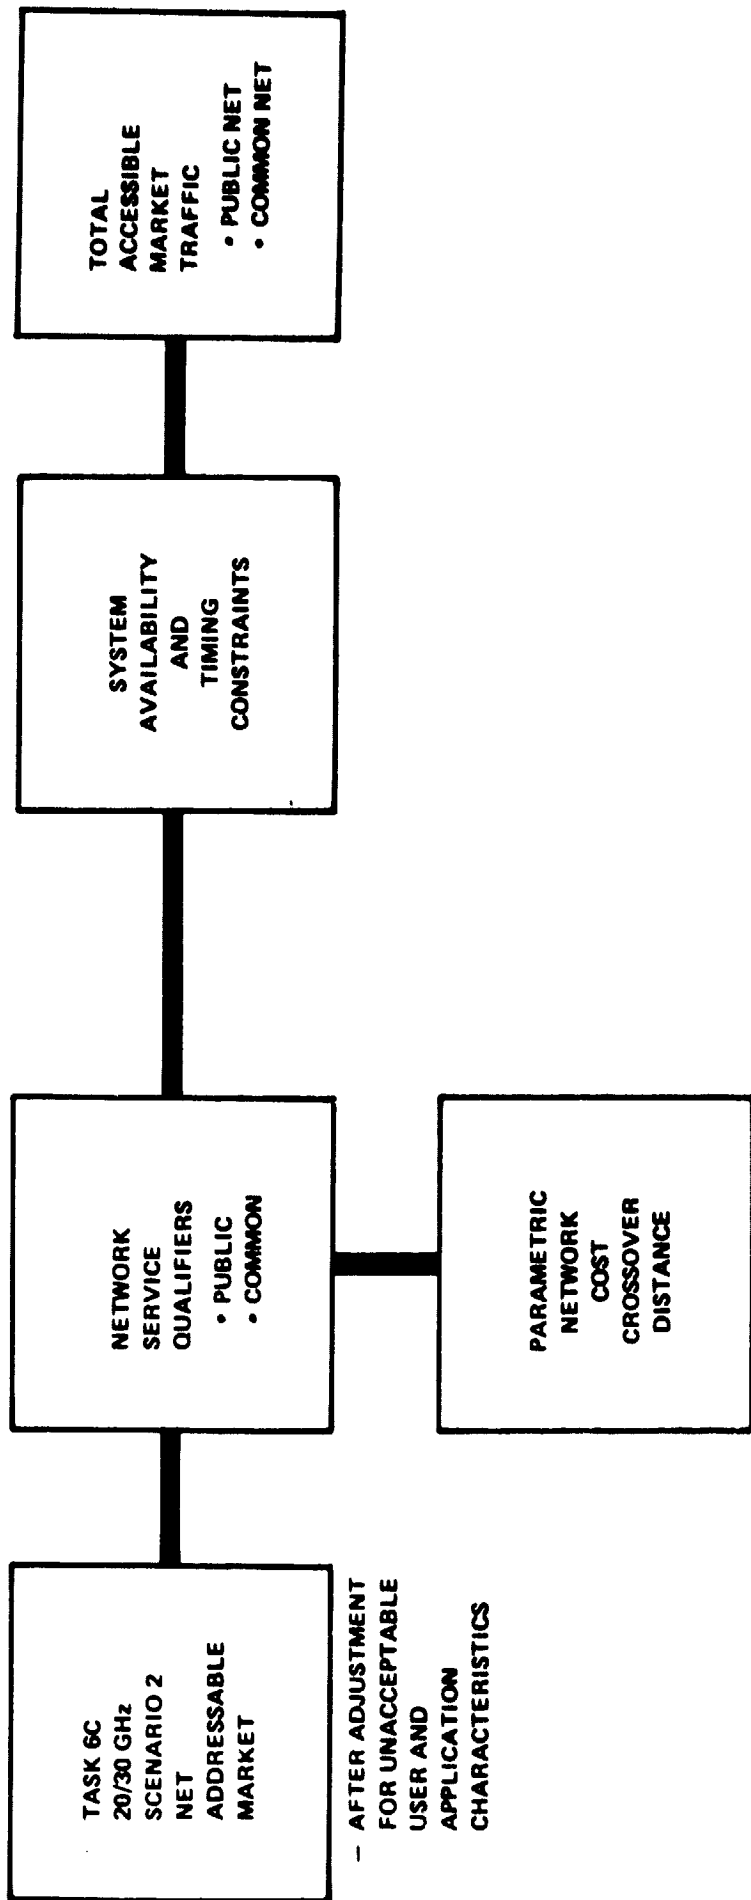 TASK 6C
20/30 GHz
SCENARIO 2
NET
ADDRESSABLE
MARKET
— AFTER ADJUSTMENT
FOR UNACCEPTABLE
USER AND
APPLICATION
CHARACTERISTICS
NETWORK
SERVICE
QUALIFIERS
• PUBLIC
• COMMON
PARAMETRIC
NETWORK
COST
CROSSOVER
DISTANCE
SYSTEM
AVAILABILITY
AND
TIMING
CONSTRAINTS
TOTAL
ACCESSIBLE
MARKET
TRAFFIC
• PUBLIC NET
• COMMON NET